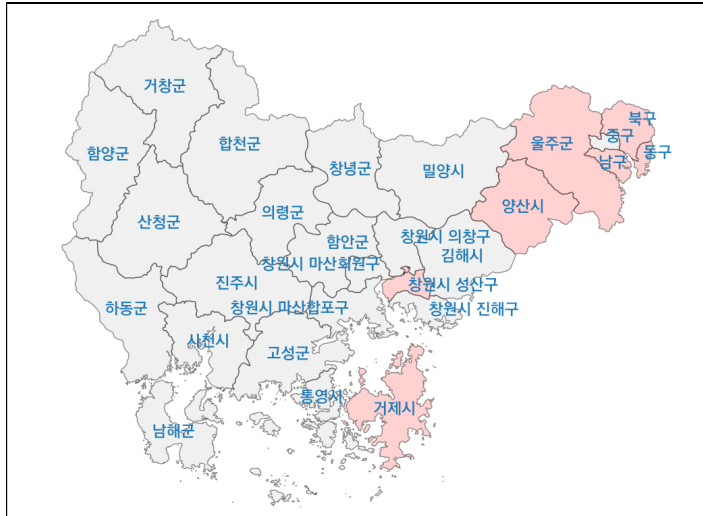 거창군
북구
중구
함양군
합천군
울주군
동구
창녕군
밀양시
남구
양산시
의령군
산청군
함안군
창원시 의창구
김해시
창원시 마산회원구
진주시
창원시 성산구
하동군
창원시 마산합포구
창원시 진해구
사천시
고성군
통영시
거제시
남해군